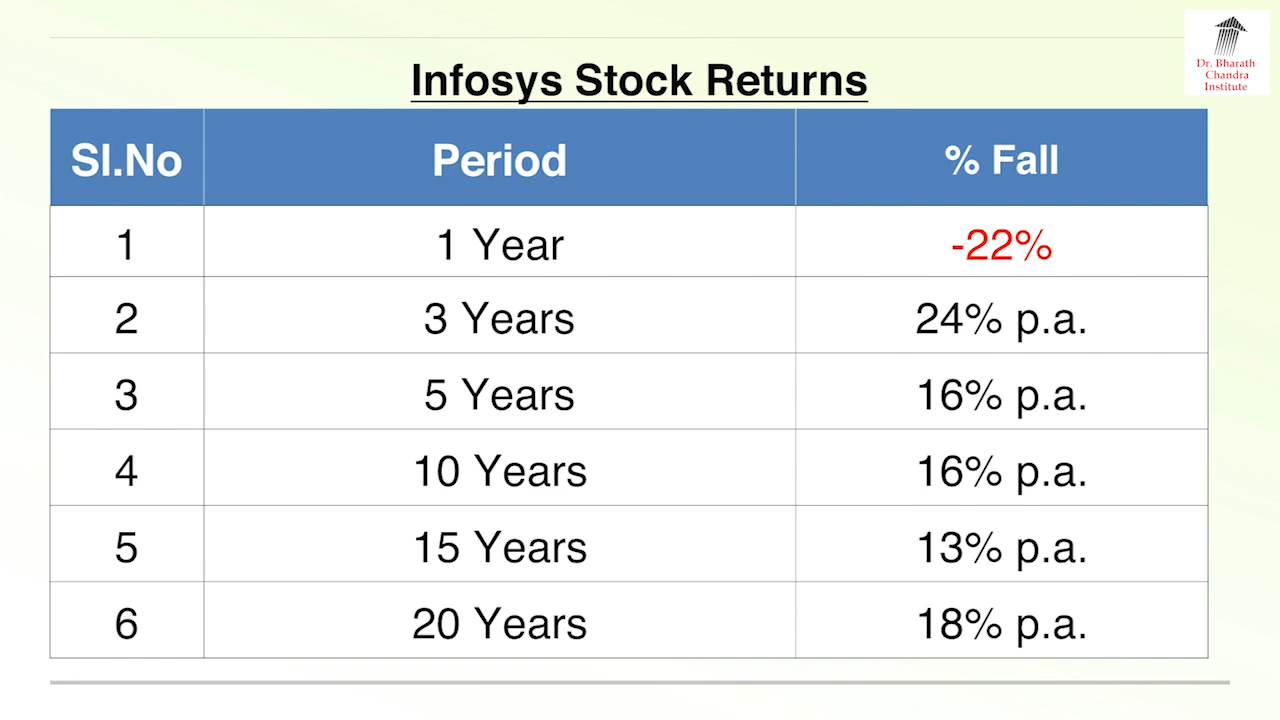 Dr. Bharath
Chandra
Institute
Infosys Stock Returns
Sl.No Period % Fall
1 1 Year -22%
2 3 Years 24% p.a.
3 5 Years 16% p.a.
4 10 Years 16% p.a.
5 15 Years 13% p.a.
6 20 Years 18% p.a.